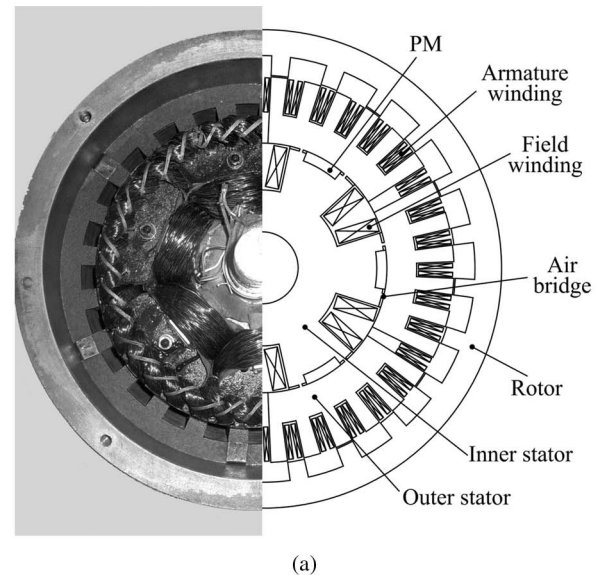 PM
Armature
winding
Field
winding
Air
bridge
Rotor
Inner stator
Outer stator
(a)